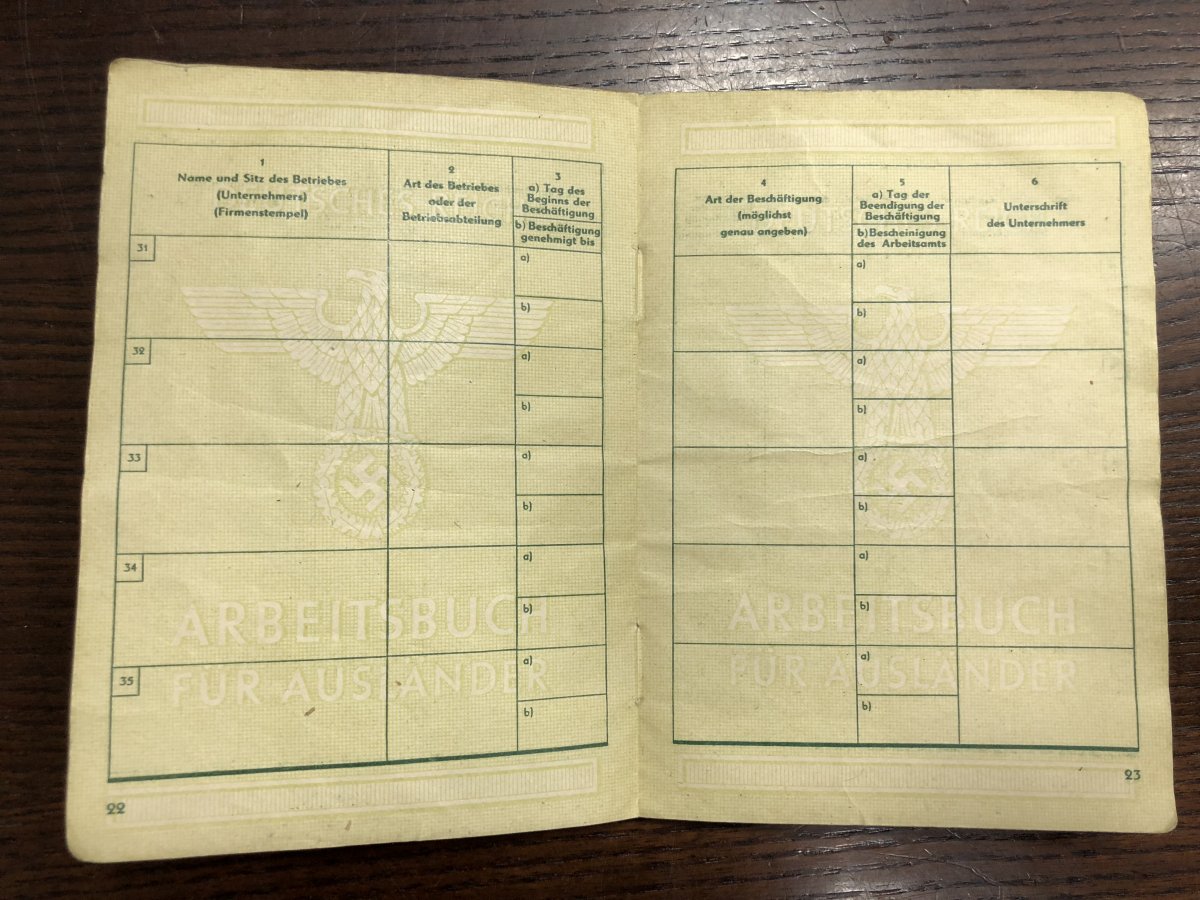 1
Name und Sitz des Betriebes
(Unternehmers)
(Firmenstempel)
2
Art des Betriebes
oder der
Betriebsabteilung
3
a) Tag des
Beginns der
Beschäftigung
b) Beschäftigung
genehmigt bis
31
a)
b)
32
a)
b)
33
a)
b)
34
a)
b)
35
a)
b)
ARBEITSBUCH
FÜR AUSLÄNDER
22
4
Art der Beschäftigung
(möglichst
genau angeben)
5
a) Tag der
Beendigung der
Beschäftigung
b) Bescheinigung
des Arbeitsamts
6
Unterschrift
des Unternehmers
a)
b)
a)
b)
a)
b)
a)
b)
a)
b)
ARBEITSBUCH
FÜR AUSLÄNDER
23